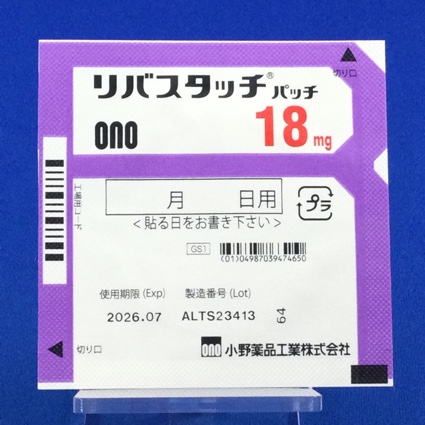 切り口
リバスタッチ®パッチ
ono
18mg
工場用コード
月 日用
<貼る日をお書き下さい>
プラ
GS1
(01)04987039474650
使用期限(Exp) 製造番号(Lot)
2026.07 ALTS23413 64
切り口
ono 小野薬品工業株式会社